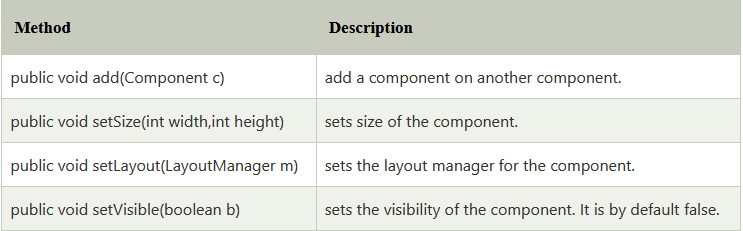 Method Description
public void add(Component c) add a component on another component.
public void setSize(int width,int height) sets size of the component.
public void setLayout(LayoutManager m) sets the layout manager for the component.
public void setVisible(boolean b) sets the visibility of the component. It is by default false.